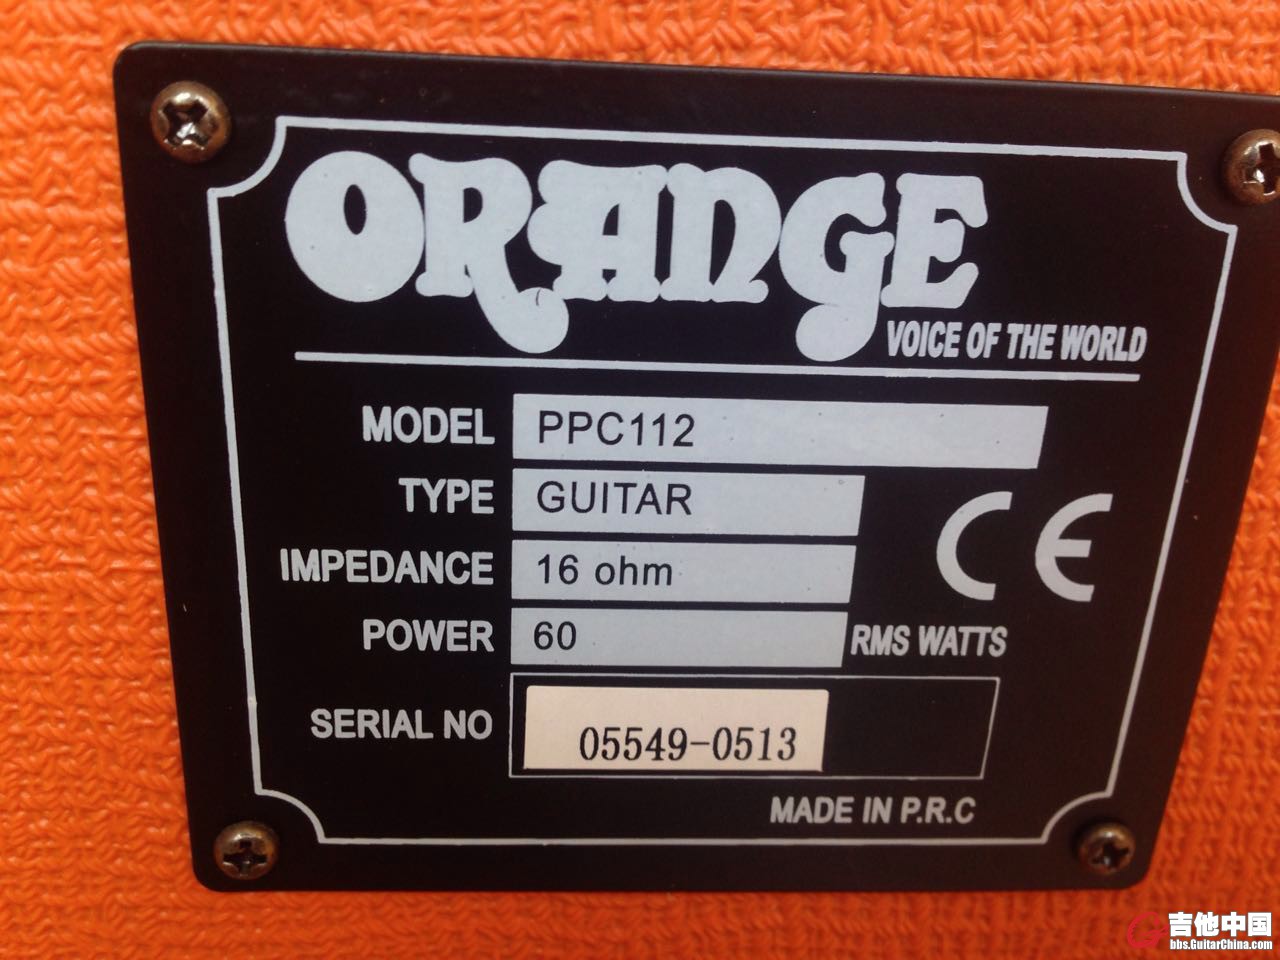 ORANGE
VOICE OF THE WORLD
MODEL PPC112
TYPE GUITAR
IMPEDANCE 16 ohm
POWER 60 RMS WATTS
CE
SERIAL NO 05549-0513
MADE IN P.R.C
吉他中国
bbs.GuitarChina.com